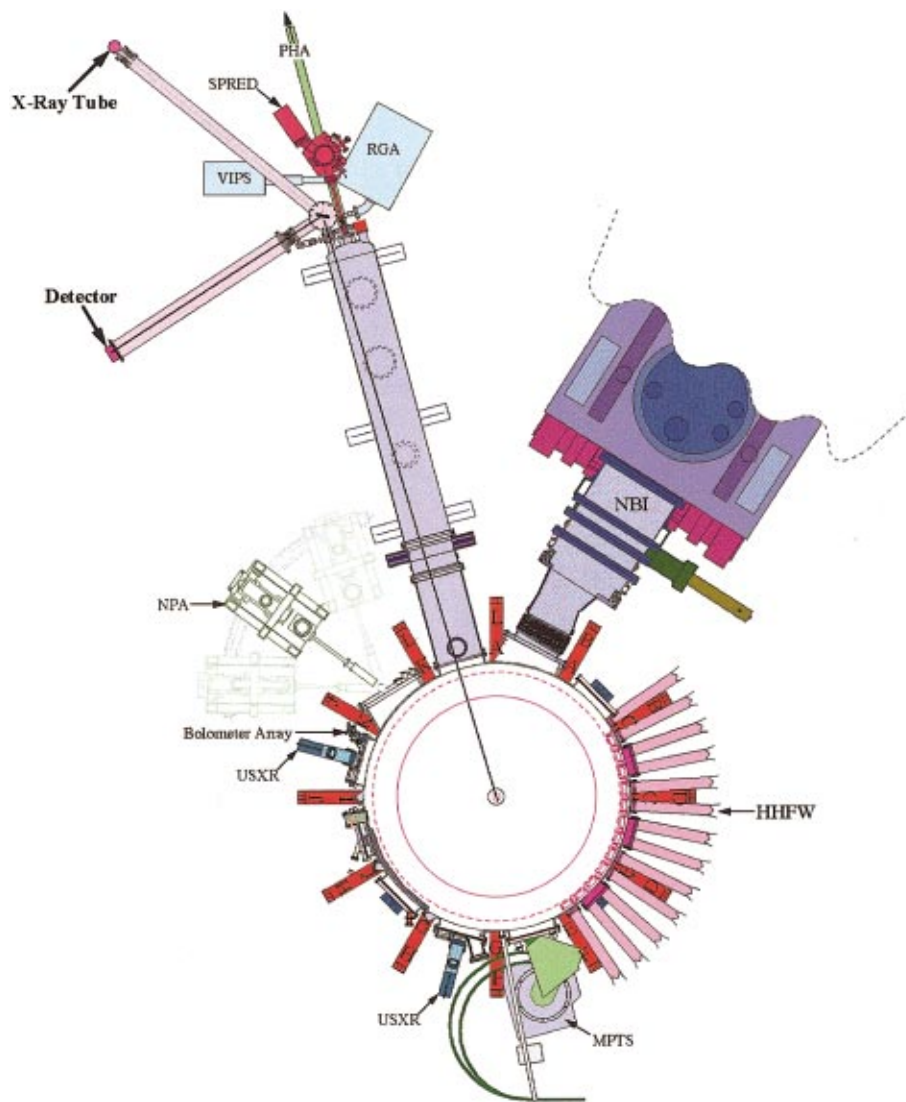 PHA
SPRED
X-Ray Tube
RGA
VIPS
Detector
NBI
NPA
Bolometer Array
USXR
HHFW
USXR
MPTS